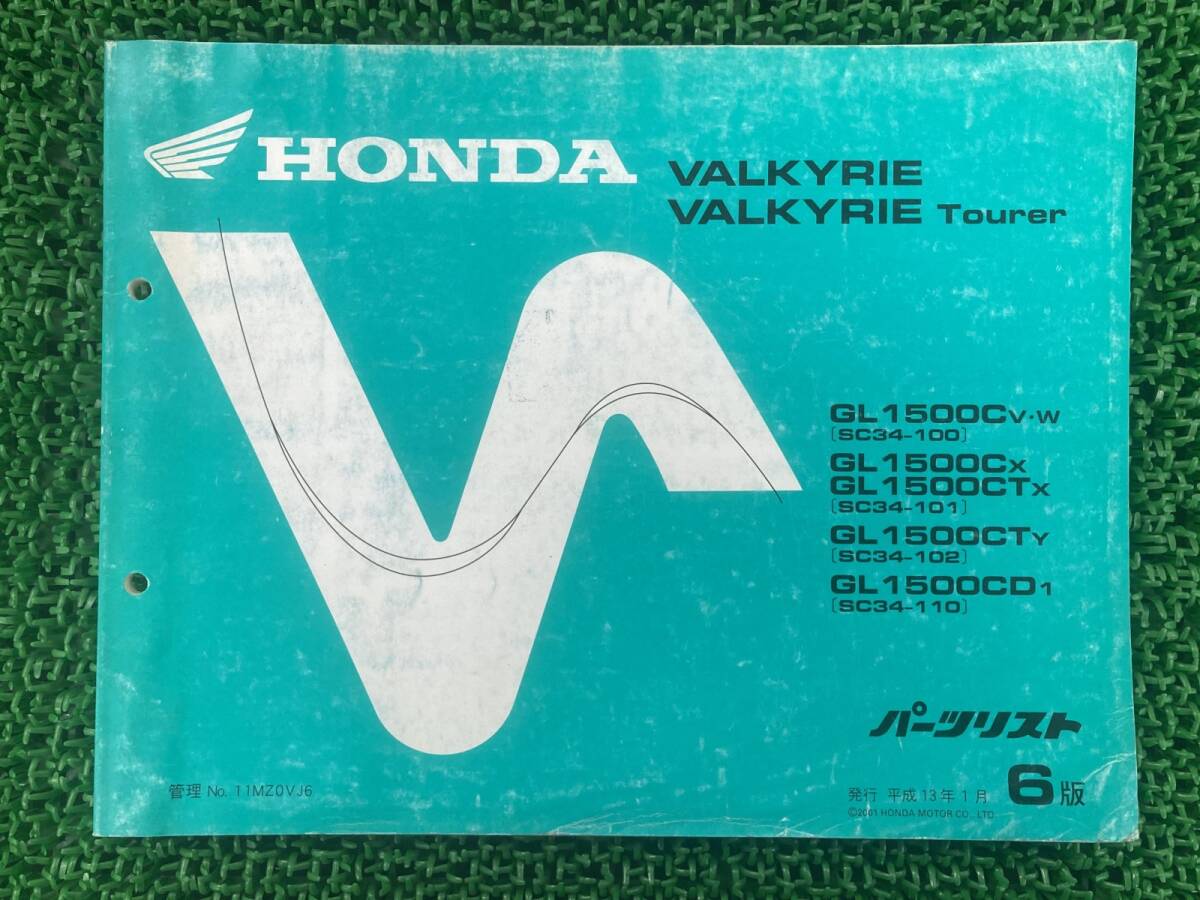 HONDA
VALKYRIE
VALKYRIE Tourer
GL1500CV·W
[SC34-100]
GL1500CX
GL1500CTX
[SC34-101]
GL1500CTY
[SC34-102]
GL1500CD1
[SC34-110]
パーツリスト
管理 No. 11MZ0VJ6
発行 平成13年1月 6版
©2001 HONDA MOTOR CO., LTD.